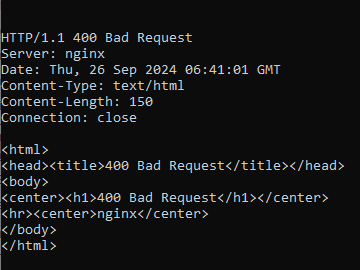 HTTP/1.1 400 Bad Request
Server: nginx
Date: Thu, 26 Sep 2024 06:41:01 GMT
Content-Type: text/html
Content-Length: 150
Connection: close

<html>
<head><title>400 Bad Request</title></head>
<body>
<center><h1>400 Bad Request</h1></center>
<hr><center>nginx</center>
</body>
</html>